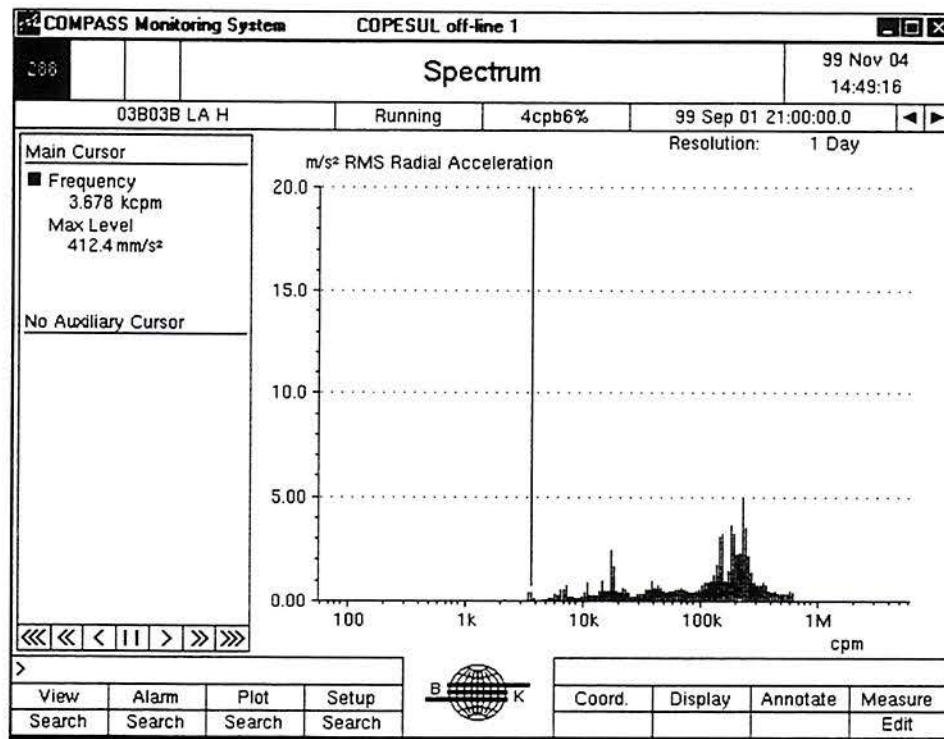 COMPASS Monitoring System COPESUL off-line 1
288 Spectrum 99 Nov 04
14:49:16
03B03B LA H Running 4cpb6% 99 Sep 01 21:00:00.0
Resolution: 1 Day
Main Cursor
Frequency
3.678 kcpm
Max Level
412.4 mm/s²
No Auxiliary Cursor
m/s² RMS Radial Acceleration
20.0
15.0
10.0
5.00
0.00
100 1k 10k 100k 1M
cpm
<<< << < II > >> >>>
>
View Alarm Plot Setup B K Coord. Display Annotate Measure
Search Search Search Search Edit